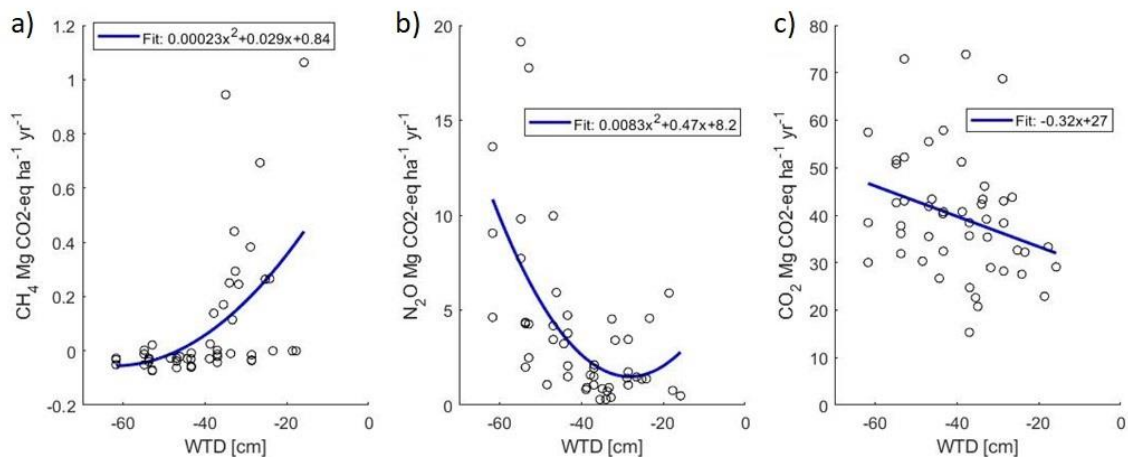 a)
1.2
1
0.8
0.6
0.4
0.2
0
-0.2
CH₄ Mg CO2-eq ha⁻¹ yr⁻¹
Fit: 0.00023x²+0.029x+0.84
-60
-40
-20
0
WTD [cm]
b)
20
15
10
5
0
N₂O Mg CO2-eq ha⁻¹ yr⁻¹
Fit: 0.0083x²+0.47x+8.2
-60
-40
-20
0
WTD [cm]
c)
80
70
60
50
40
30
20
10
0
CO₂ Mg CO2-eq ha⁻¹ yr⁻¹
Fit: -0.32x+27
-60
-40
-20
0
WTD [cm]